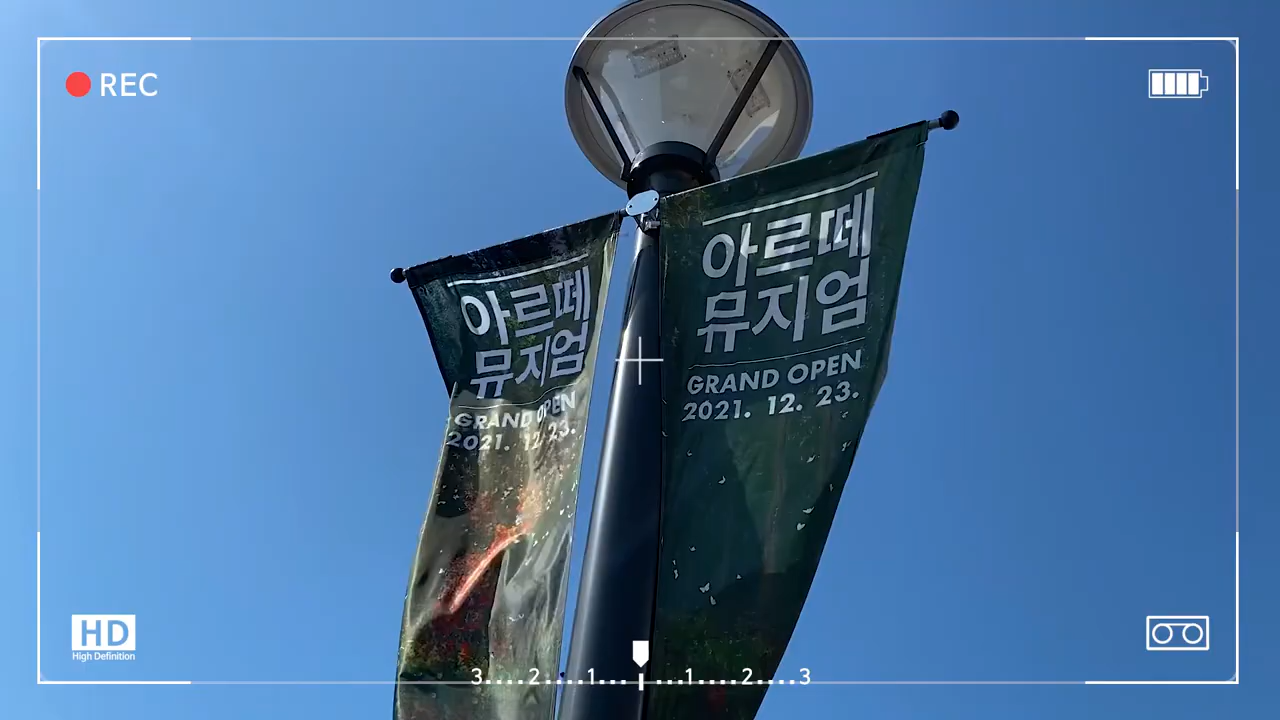 REC
아르떼
뮤지엄
GRAND OPEN
2021. 12. 23.
아르떼
뮤지엄
GRAND OPEN
2021. 12. 23.
HD
High Definition
3....2....1... ...1....2....3